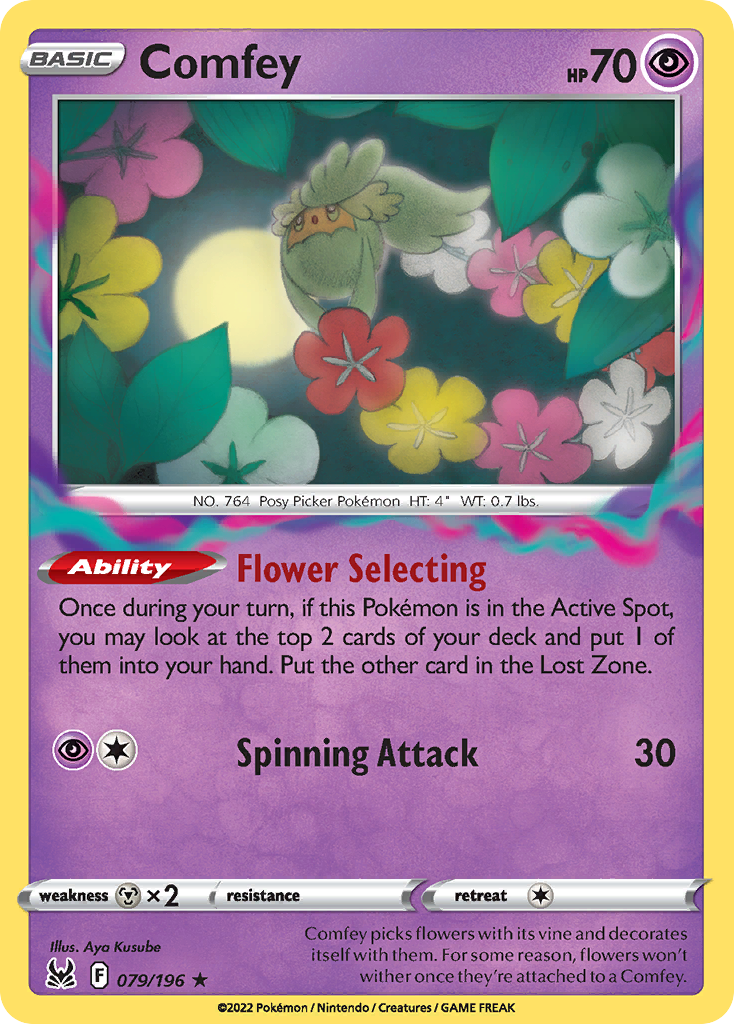 BASIC
Comfey
HP 70
NO. 764 Posy Picker Pokémon HT: 4" WT: 0.7 lbs.
Ability Flower Selecting
Once during your turn, if this Pokémon is in the Active Spot,
you may look at the top 2 cards of your deck and put 1 of
them into your hand. Put the other card in the Lost Zone.
Spinning Attack 30
weakness ×2 resistance retreat
Illus. Aya Kusube
F 079/196 ★
Comfey picks flowers with its vine and decorates
itself with them. For some reason, flowers won't
wither once they're attached to a Comfey.
©2022 Pokémon / Nintendo / Creatures / GAME FREAK